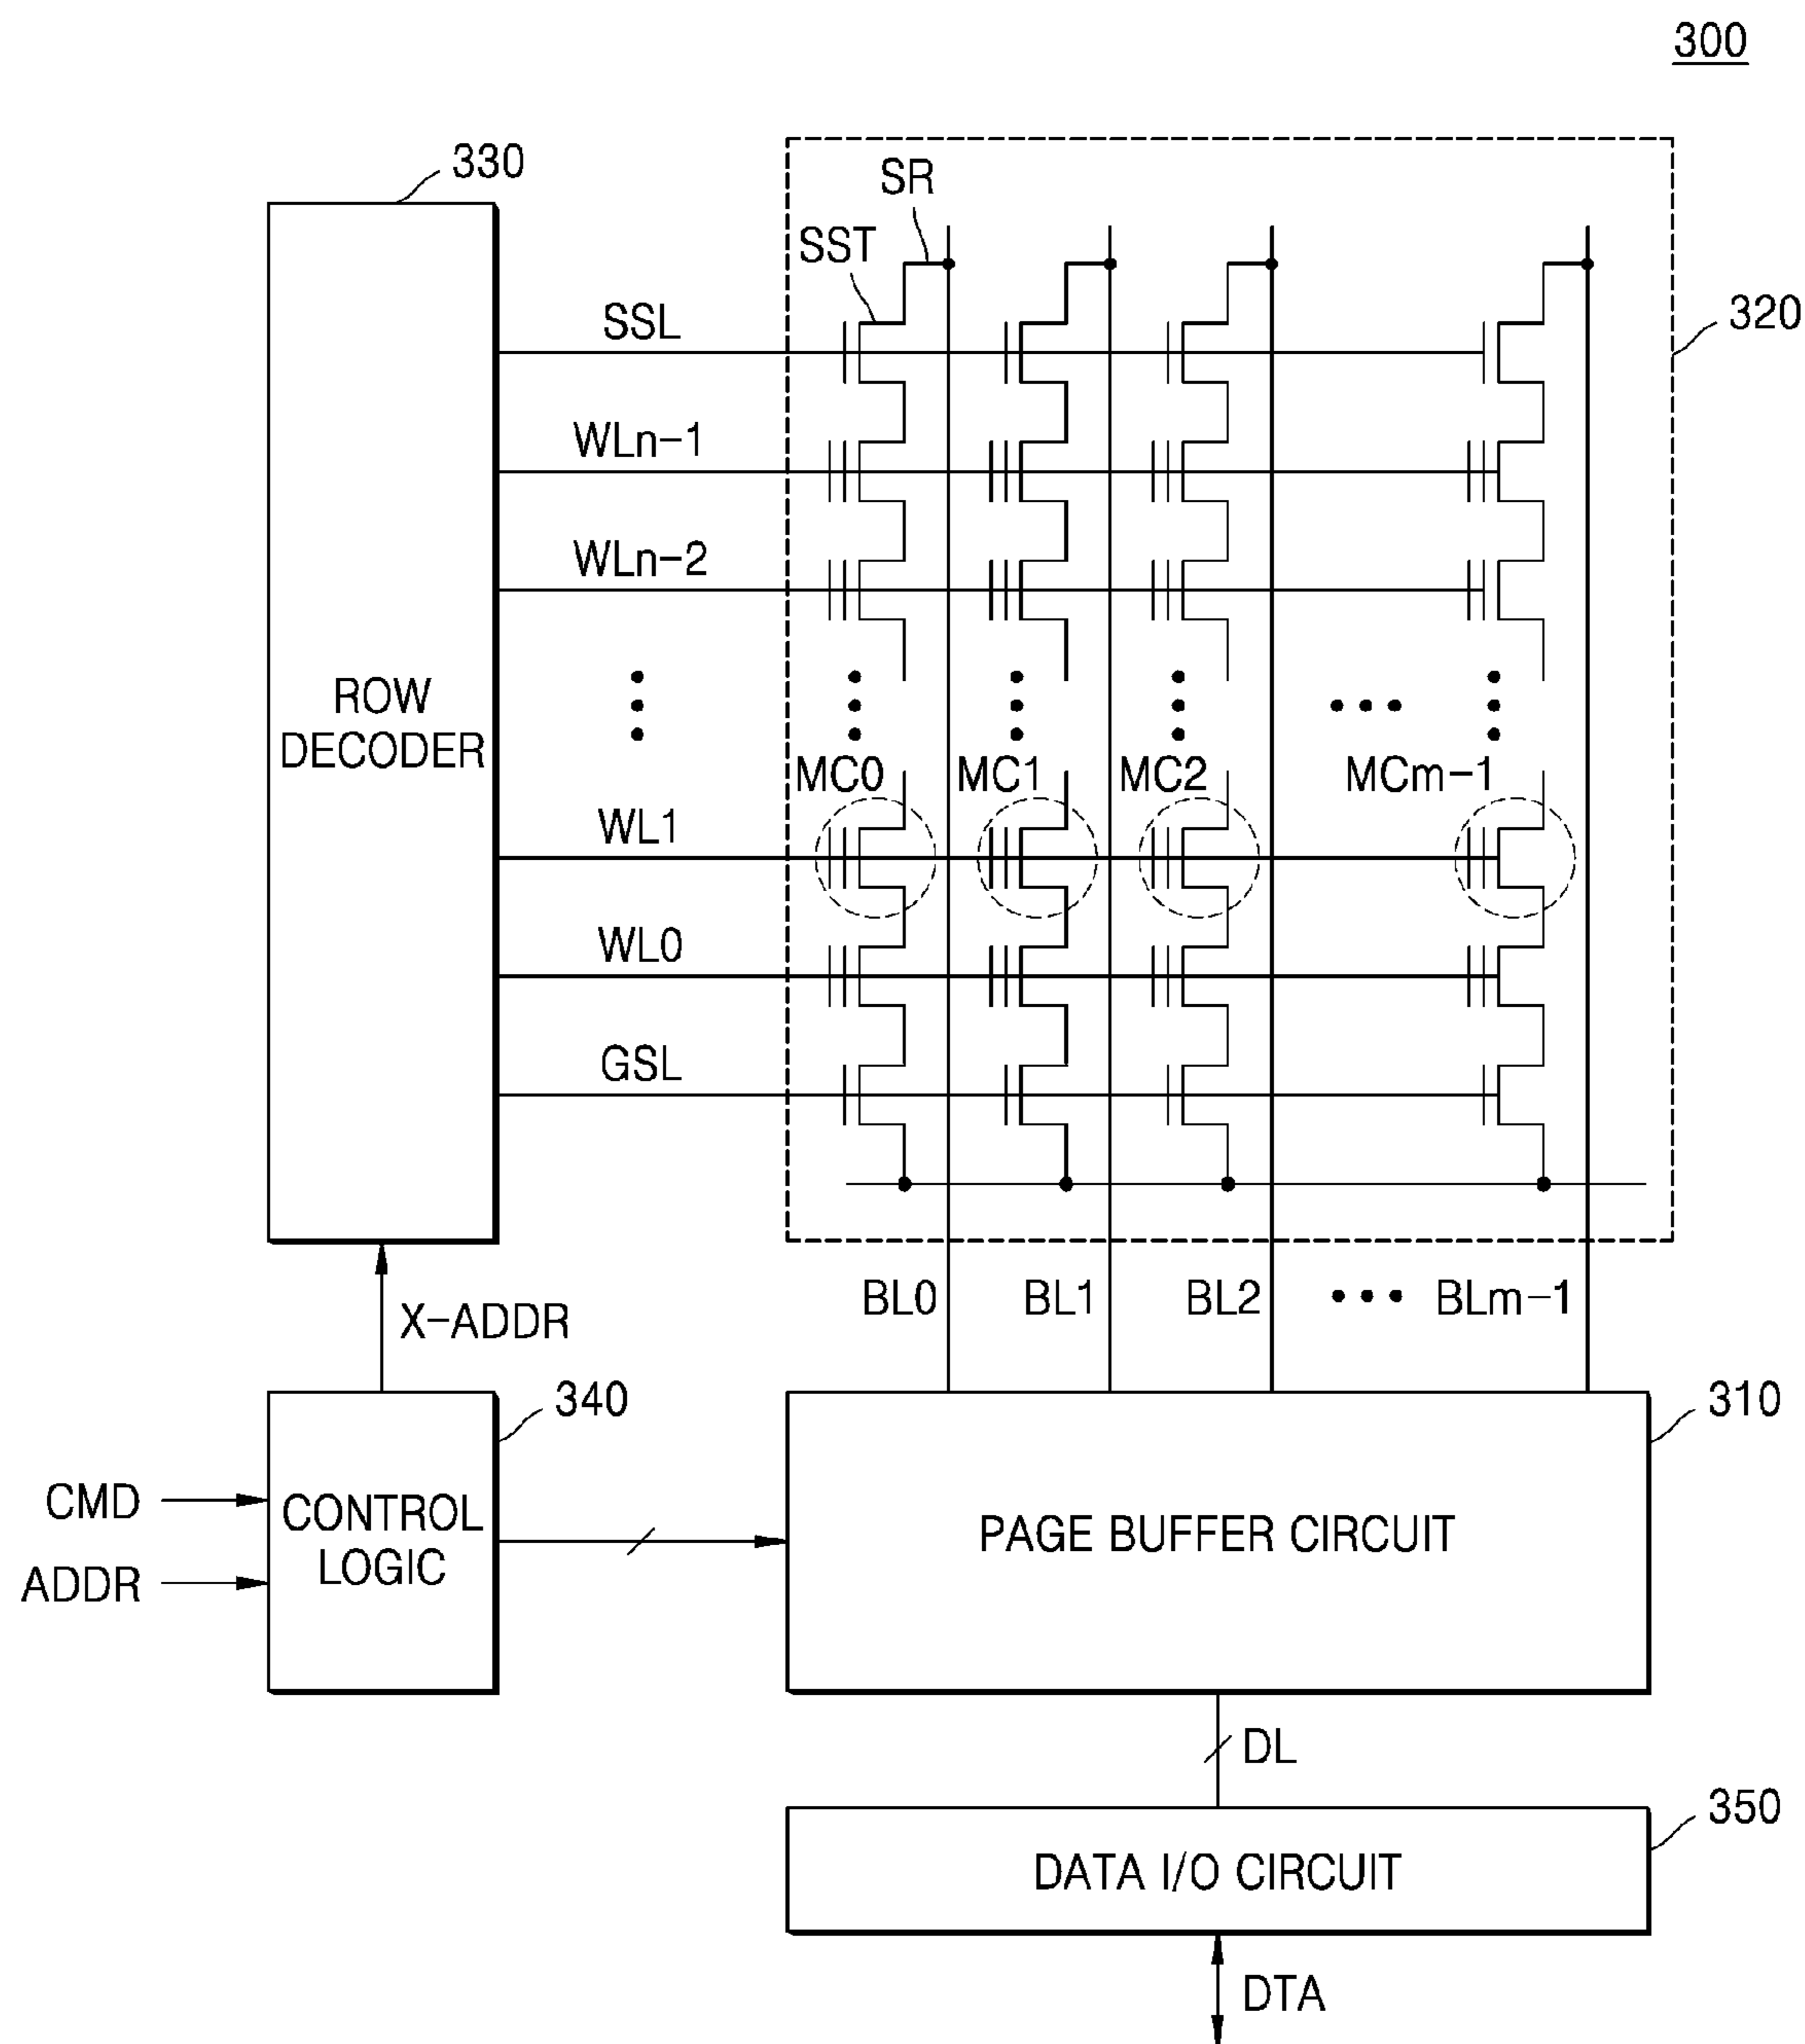 300
330
SR
SST
SSL
320
WLn-1
WLn-2
ROW
DECODER
MC0 MC1 MC2 MCm-1
WL1
WL0
GSL
X-ADDR
BL0 BL1 BL2 BLm-1
340
310
CMD
ADDR
CONTROL
LOGIC
PAGE BUFFER CIRCUIT
DL
350
DATA I/O CIRCUIT
DTA